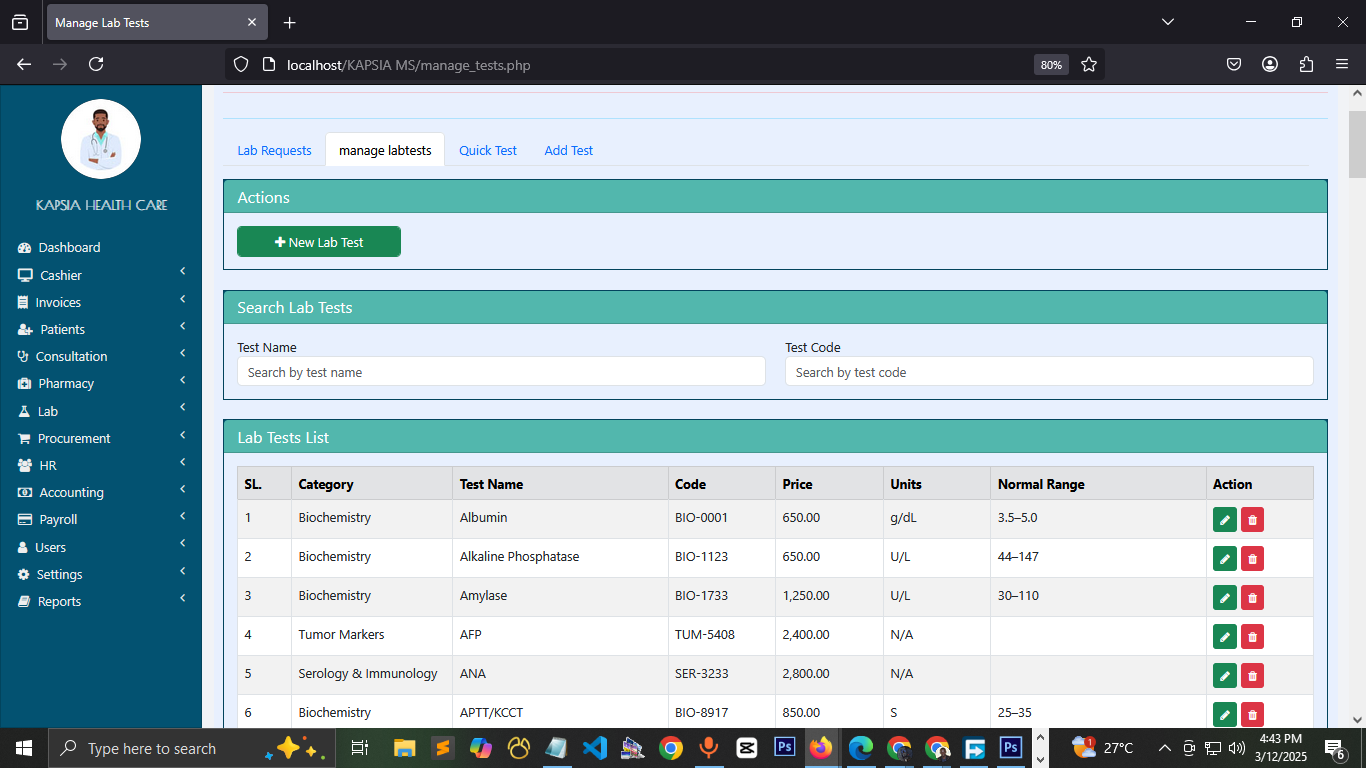 Manage Lab Tests
localhost/KAPSIA MS/manage_tests.php
80%
KAPSIA HEALTH CARE
Dashboard
Cashier
Invoices
Patients
Consultation
Pharmacy
Lab
Procurement
HR
Accounting
Payroll
Users
Settings
Reports
Lab Requests manage labtests Quick Test Add Test
Actions
New Lab Test
Search Lab Tests
Test Name Test Code
Search by test name Search by test code
Lab Tests List
SL. Category Test Name Code Price Units Normal Range Action
1 Biochemistry Albumin BIO-0001 650.00 g/dL 3.5–5.0
2 Biochemistry Alkaline Phosphatase BIO-1123 650.00 U/L 44–147
3 Biochemistry Amylase BIO-1733 1,250.00 U/L 30–110
4 Tumor Markers AFP TUM-5408 2,400.00 N/A
5 Serology & Immunology ANA SER-3233 2,800.00 N/A
6 Biochemistry APTT/KCCT BIO-8917 850.00 S 25–35
Type here to search
Ps
Ps
1
27°C
4:43 PM
3/12/2025
6